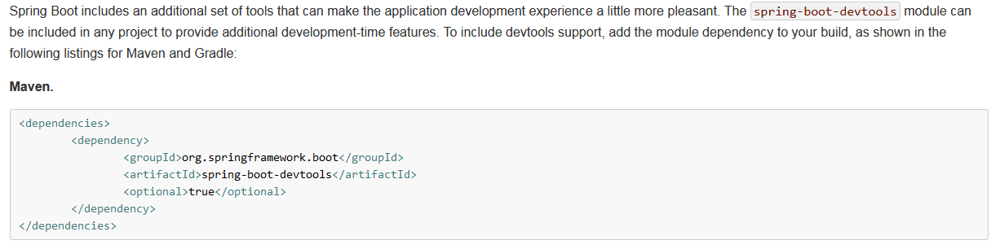 Spring Boot includes an additional set of tools that can make the application development experience a little more pleasant. The spring-boot-devtools module can
be included in any project to provide additional development-time features. To include devtools support, add the module dependency to your build, as shown in the
following listings for Maven and Gradle:
Maven.
<dependencies>
        <dependency>
                <groupId>org.springframework.boot</groupId>
                <artifactId>spring-boot-devtools</artifactId>
                <optional>true</optional>
        </dependency>
</dependencies>